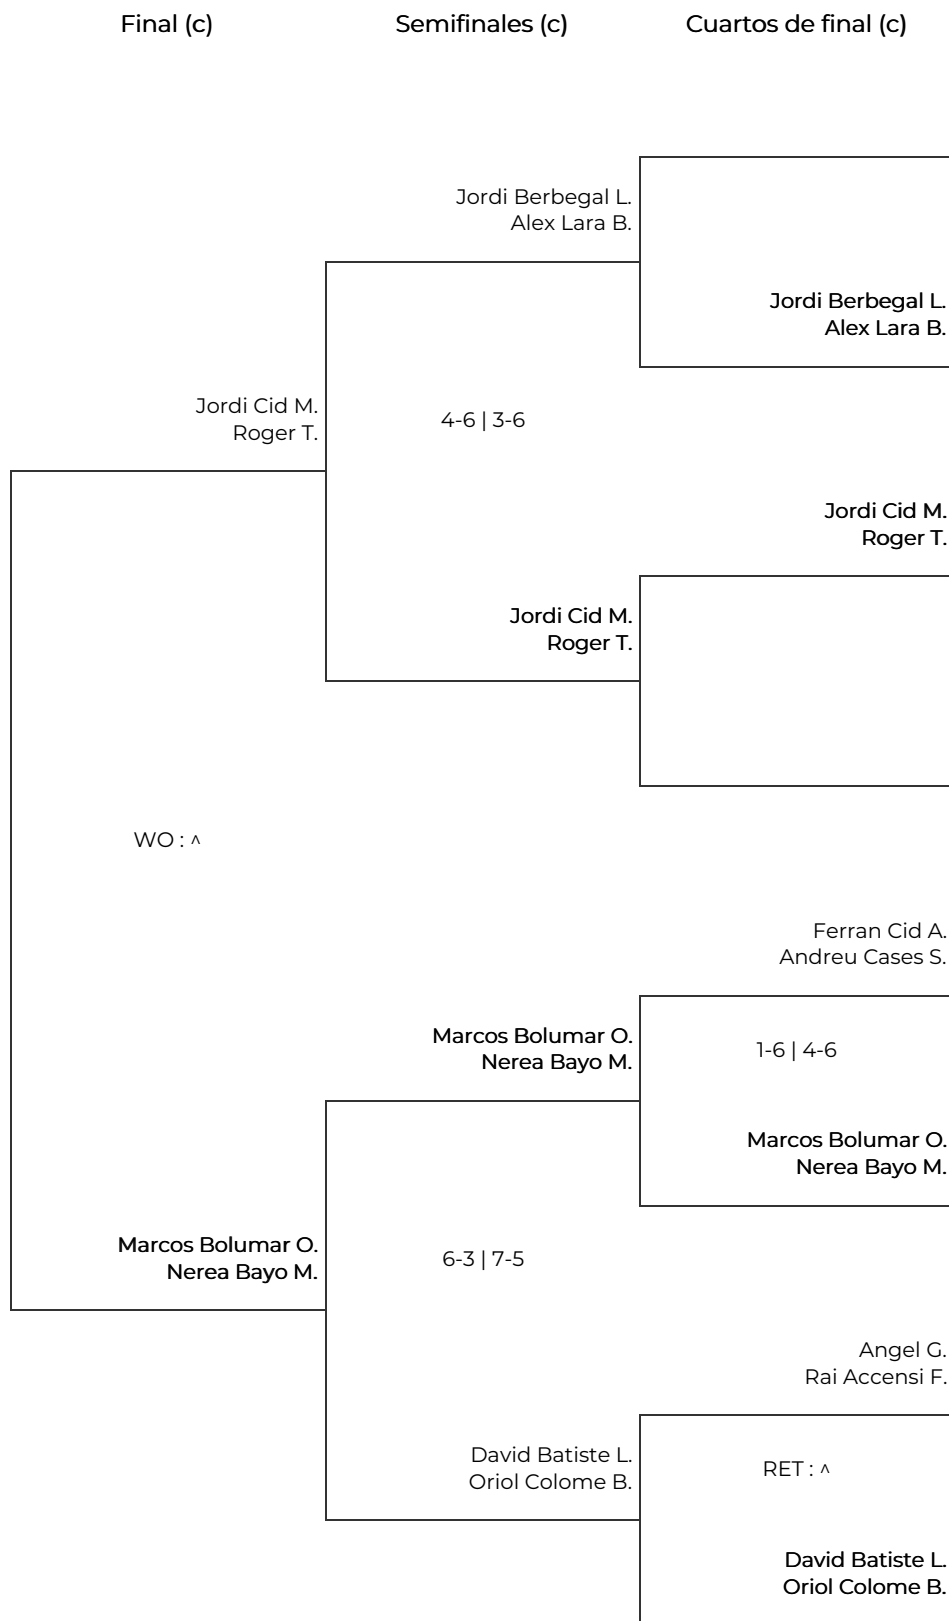 Final (c)
Semifinales (c)
Cuartos de final (c)
Jordi Berbegal L.
Alex Lara B.
Jordi Berbegal L.
Alex Lara B.
Jordi Cid M.
Roger T.
4-6 | 3-6
Jordi Cid M.
Roger T.
Jordi Cid M.
Roger T.
WO : ^
Ferran Cid A.
Andreu Cases S.
Marcos Bolumar O.
Nerea Bayo M.
1-6 | 4-6
Marcos Bolumar O.
Nerea Bayo M.
Marcos Bolumar O.
Nerea Bayo M.
6-3 | 7-5
Angel G.
Rai Accensi F.
David Batiste L.
Oriol Colome B.
RET : ^
David Batiste L.
Oriol Colome B.